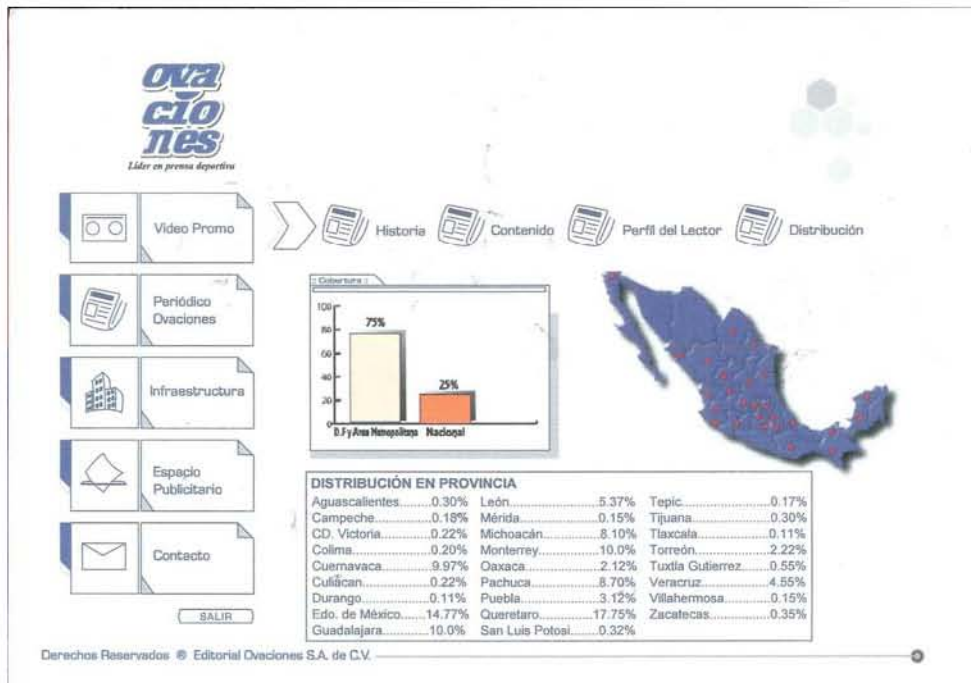 ova
cio
nes
Líder en prensa deportiva
Video Promo
Historia
Contenido
Perfil del Lector
Distribución
Periódico
Ovaciones
Infraestructura
Espacio
Publicitario
Contacto
SALIR
:: Cobertura ::
100
80
60
40
20
0
75%
25%
D.F y Area Metropolitana Nacional
DISTRIBUCIÓN EN PROVINCIA
Aguascalientes........0.30% León........................5.37% Tepic.......................0.17%
Campeche...............0.18% Mérida.....................0.15% Tijuana....................0.30%
CD. Victoria.............0.22% Michoacán..............8.10% Tlaxcala..................0.11%
Colima.....................0.20% Monterrey...............10.0% Torreón...................2.22%
Cuernavaca.............9.97% Oaxaca...................2.12% Tuxtla Gutierrez......0.55%
Culiácan..................0.22% Pachuca..................8.70% Veracruz.................4.55%
Durango..................0.11% Puebla.....................3.12% Villahermosa..........0.15%
Edo. de México......14.77% Queretaro..............17.75% Zacatecas...............0.35%
Guadalajara............10.0% San Luis Potosi......0.32%
Derechos Reservados ® Editorial Ovaciones S.A. de C.V.